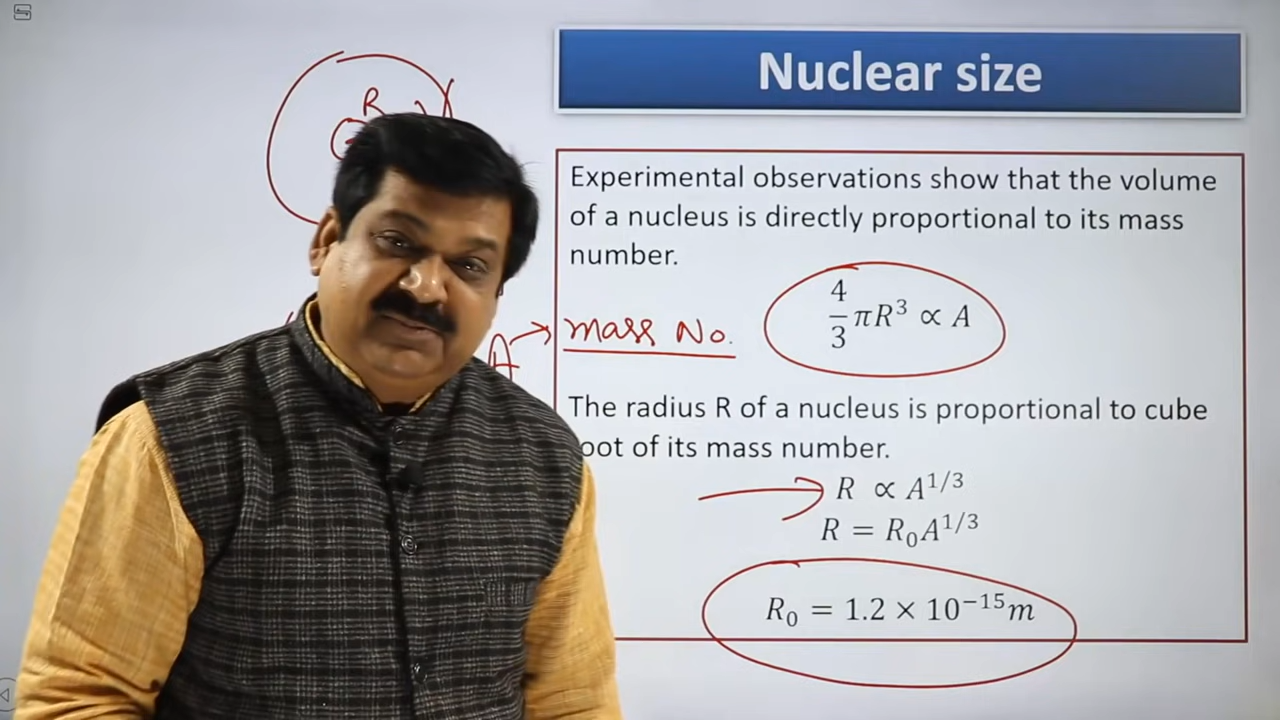 Nuclear size
R
Experimental observations show that the volume
of a nucleus is directly proportional to its mass
number.
4/3 πR³ ∝ A
A → mass No.
The radius R of a nucleus is proportional to cube
oot of its mass number.
R ∝ A^{1/3}
R = R₀A^{1/3}
R₀ = 1.2 × 10⁻¹⁵m